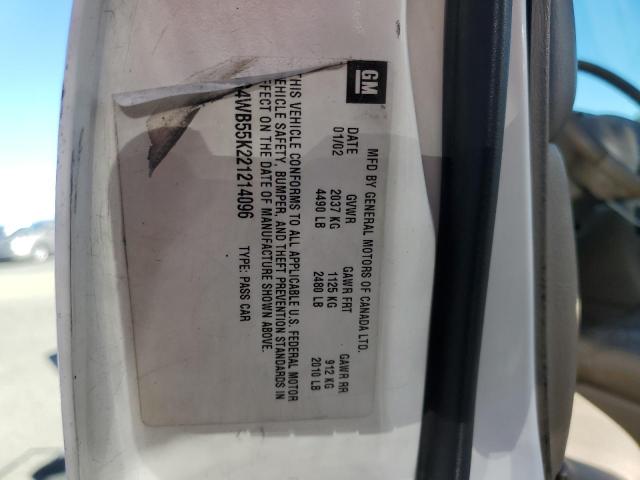 GM
MFD BY GENERAL MOTORS OF CANADA LTD.
DATE GVWR GAWR FRT GAWR RR
01/02 2037 KG 1125 KG 912 KG
4490 LB 2480 LB 2010 LB
THIS VEHICLE CONFORMS TO ALL APPLICABLE U.S. FEDERAL MOTOR
VEHICLE SAFETY, BUMPER, AND THEFT PREVENTION STANDARDS IN
EFFECT ON THE DATE OF MANUFACTURE SHOWN ABOVE.
4WB55K221214096 TYPE: PASS CAR